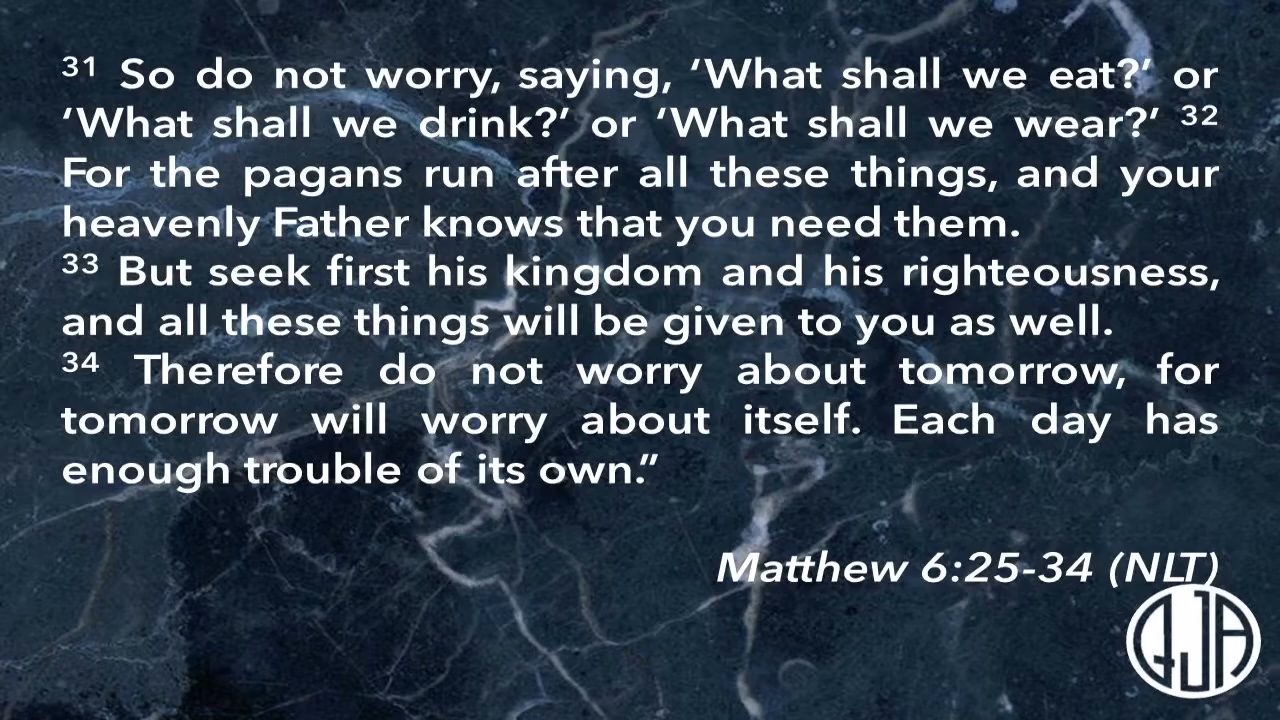 ³¹ So do not worry, saying, ‘What shall we eat?’ or
‘What shall we drink?’ or ‘What shall we wear?’ ³²
For the pagans run after all these things, and your
heavenly Father knows that you need them.
³³ But seek first his kingdom and his righteousness,
and all these things will be given to you as well.
³⁴ Therefore do not worry about tomorrow, for
tomorrow will worry about itself. Each day has
enough trouble of its own.”
Matthew 6:25-34 (NLT)
QJA